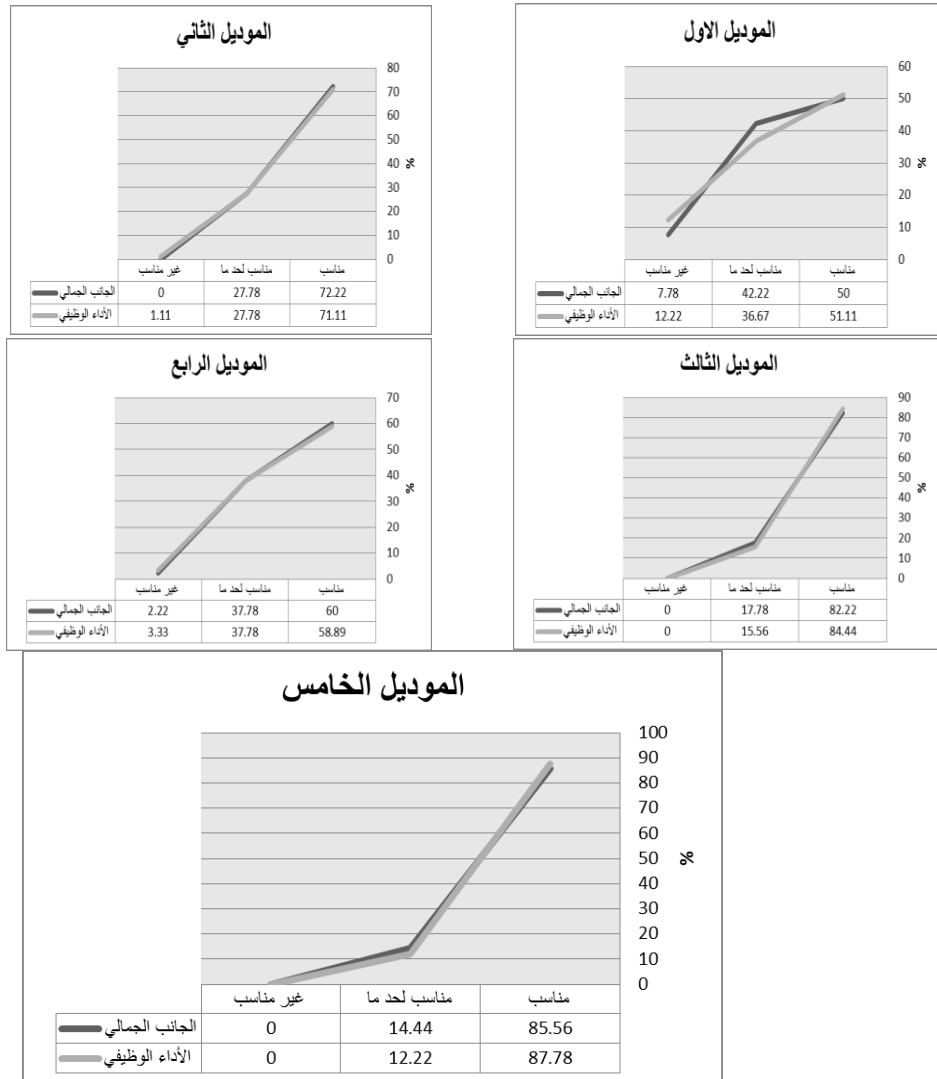 الموديل الاول
60
50
40
30
20
10
0
%
غير مناسب مناسب لحد ما مناسب
الجانب الجمالي 7.78 42.22 50
الأداء الوظيفي 12.22 36.67 51.11
الموديل الثاني
80
70
60
50
40
30
20
10
0
%
غير مناسب مناسب لحد ما مناسب
الجانب الجمالي 0 27.78 72.22
الأداء الوظيفي 1.11 27.78 71.11
الموديل الثالث
90
80
70
60
50
40
30
20
10
0
%
غير مناسب مناسب لحد ما مناسب
الجانب الجمالي 0 17.78 82.22
الأداء الوظيفي 0 15.56 84.44
الموديل الرابع
70
60
50
40
30
20
10
0
%
غير مناسب مناسب لحد ما مناسب
الجانب الجمالي 2.22 37.78 60
الأداء الوظيفي 3.33 37.78 58.89
الموديل الخامس
100
90
80
70
60
50
40
30
20
10
0
%
غير مناسب مناسب لحد ما مناسب
الجانب الجمالي 0 14.44 85.56
الأداء الوظيفي 0 12.22 87.78